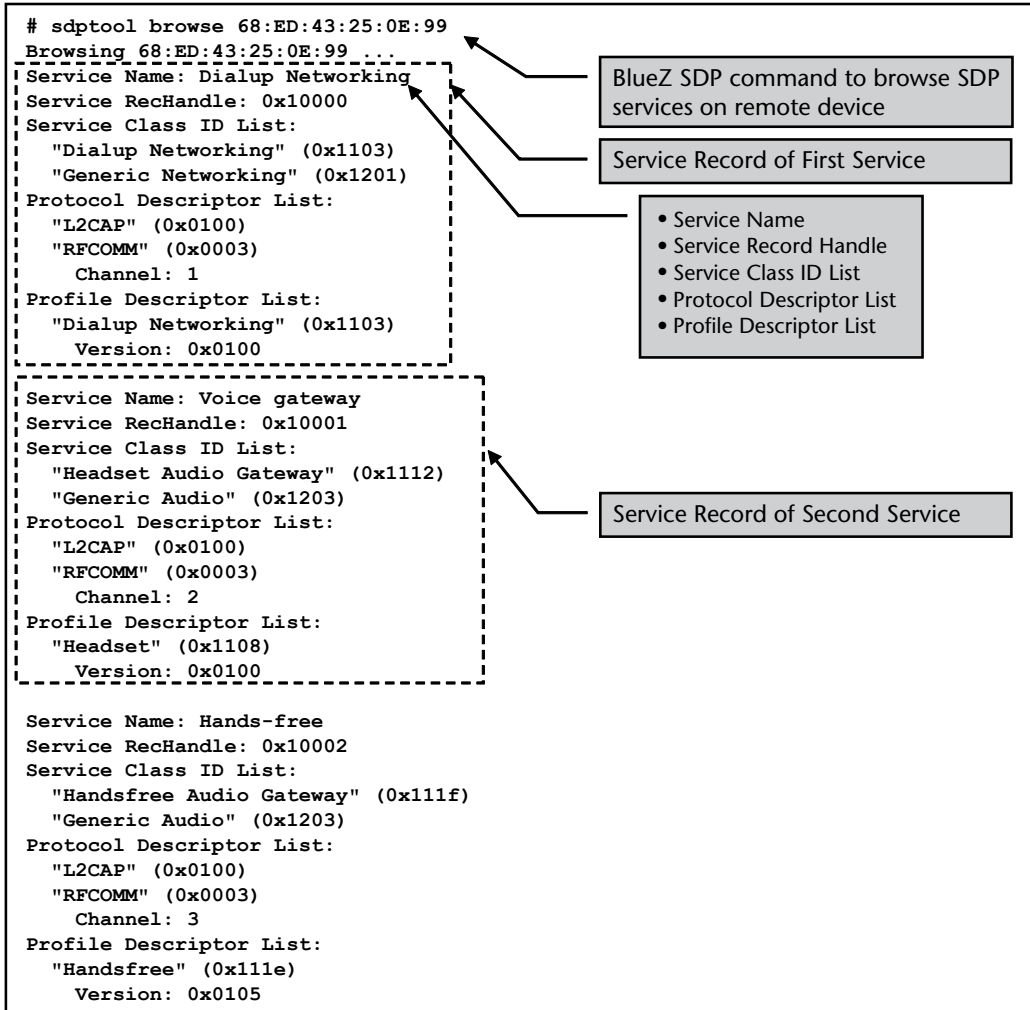 # sdptool browse 68:ED:43:25:0E:99
Browsing 68:ED:43:25:0E:99 ...
Service Name: Dialup Networking
Service RecHandle: 0x10000
Service Class ID List:
"Dialup Networking" (0x1103)
"Generic Networking" (0x1201)
Protocol Descriptor List:
"L2CAP" (0x0100)
"RFCOMM" (0x0003)
Channel: 1
Profile Descriptor List:
"Dialup Networking" (0x1103)
Version: 0x0100
BlueZ SDP command to browse SDP
services on remote device
Service Record of First Service
• Service Name
• Service Record Handle
• Service Class ID List
• Protocol Descriptor List
• Profile Descriptor List
Service Name: Voice gateway
Service RecHandle: 0x10001
Service Class ID List:
"Headset Audio Gateway" (0x1112)
"Generic Audio" (0x1203)
Protocol Descriptor List:
"L2CAP" (0x0100)
"RFCOMM" (0x0003)
Channel: 2
Profile Descriptor List:
"Headset" (0x1108)
Version: 0x0100
Service Record of Second Service
Service Name: Hands-free
Service RecHandle: 0x10002
Service Class ID List:
"Handsfree Audio Gateway" (0x111f)
"Generic Audio" (0x1203)
Protocol Descriptor List:
"L2CAP" (0x0100)
"RFCOMM" (0x0003)
Channel: 3
Profile Descriptor List:
"Handsfree" (0x111e)
Version: 0x0105